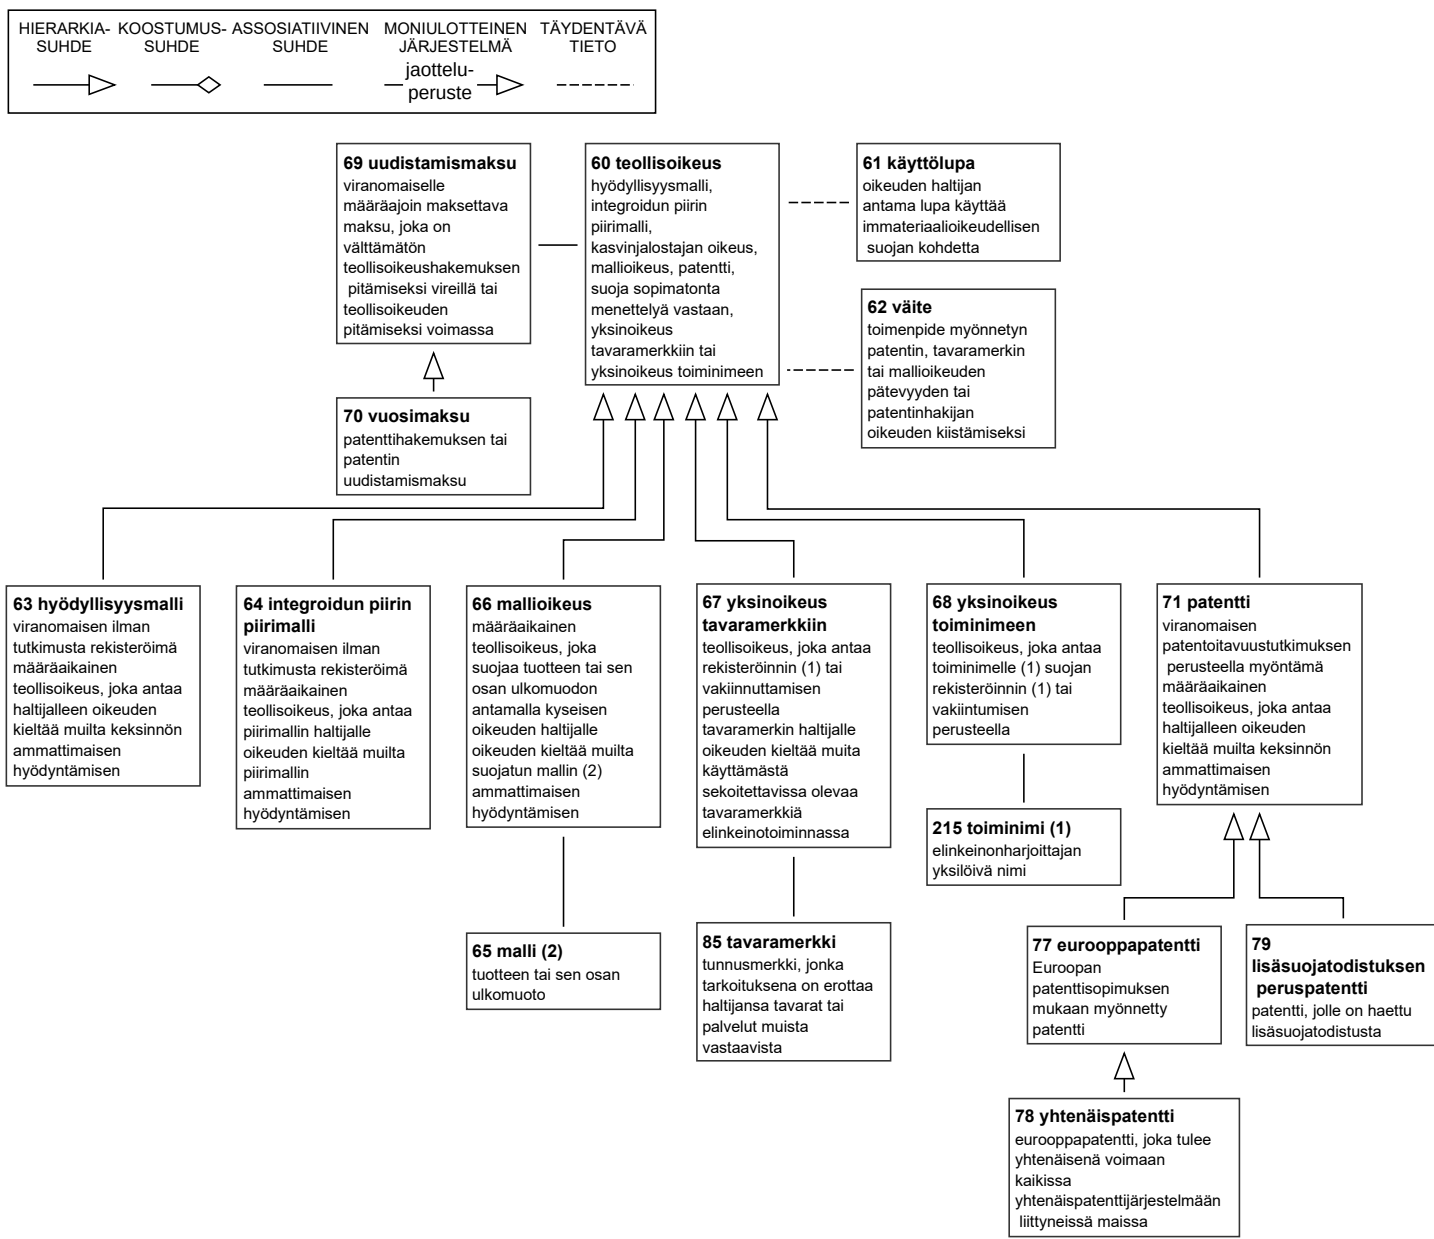 HIERARKIA-
SUHDE
KOOSTUMUS-
SUHDE
ASSOSIATIIVINEN
SUHDE
MONIULOTTEINEN
JÄRJESTELMÄ
jaottelu-
peruste
TÄYDENTÄVÄ
TIETO
69 uudistamismaksu
viranomaiselle
määräajoin maksettava
maksu, joka on
välttämätön
teollisoikeushakemuksen
pitämiseksi vireillä tai
teollisoikeuden
pitämiseksi voimassa
60 teollisoikeus
hyödyllisyysmalli,
integroidun piirin
piirimalli,
kasvinjalostajan oikeus,
mallioikeus, patentti,
suoja sopimatonta
menettelyä vastaan,
yksinoikeus
tavaramerkkiin tai
yksinoikeus toiminimeen
61 käyttölupa
oikeuden haltijan
antama lupa käyttää
immateriaalioikeudellisen
suojan kohdetta
62 väite
toimenpide myönnetyn
patentin, tavaramerkin
tai mallioikeuden
pätevyyden tai
patentinhakijan
oikeuden kiistämiseksi
70 vuosimaksu
patenttihakemuksen tai
patentin
uudistamismaksu
63 hyödyllisyysmalli
viranomaisen ilman
tutkimusta rekisteröimä
määräaikainen
teollisoikeus, joka antaa
haltijalleen oikeuden
kieltää muilta keksinnön
ammattimaisen
hyödyntämisen
64 integroidun piirin
piirimalli
viranomaisen ilman
tutkimusta rekisteröimä
määräaikainen
teollisoikeus, joka antaa
piirimallin haltijalle
oikeuden kieltää muilta
piirimallin
ammattimaisen
hyödyntämisen
66 mallioikeus
määräaikainen
teollisoikeus, joka
suojaa tuotteen tai sen
osan ulkomuodon
antamalla kyseisen
oikeuden haltijalle
oikeuden kieltää muilta
suojatun mallin (2)
ammattimaisen
hyödyntämisen
67 yksinoikeus
tavaramerkkiin
teollisoikeus, joka antaa
rekisteröinnin (1) tai
vakiinnuttamisen
perusteella
tavaramerkin haltijalle
oikeuden kieltää muita
käyttämästä
sekoitettavissa olevaa
tavaramerkkiä
elinkeinotoiminnassa
68 yksinoikeus
toiminimeen
teollisoikeus, joka antaa
toiminimelle (1) suojan
rekisteröinnin (1) tai
vakiintumisen
perusteella
71 patentti
viranomaisen
patentoitavuustutkimuksen
perusteella myöntämä
määräaikainen
teollisoikeus, joka antaa
haltijalleen oikeuden
kieltää muilta keksinnön
ammattimaisen
hyödyntämisen
215 toiminimi (1)
elinkeinonharjoittajan
yksilöivä nimi
65 malli (2)
tuotteen tai sen osan
ulkomuoto
85 tavaramerkki
tunnusmerkki, jonka
tarkoituksena on erottaa
haltijansa tavarat tai
palvelut muista
vastaavista
77 eurooppapatentti
Euroopan
patenttisopimuksen
mukaan myönnetty
patentti
79
lisäsuojatodistuksen
peruspatentti
patentti, jolle on haettu
lisäsuojatodistusta
78 yhtenäispatentti
eurooppapatentti, joka tulee
yhtenäisenä voimaan
kaikissa
yhtenäispatenttijärjestelmään
liittyneissä maissa